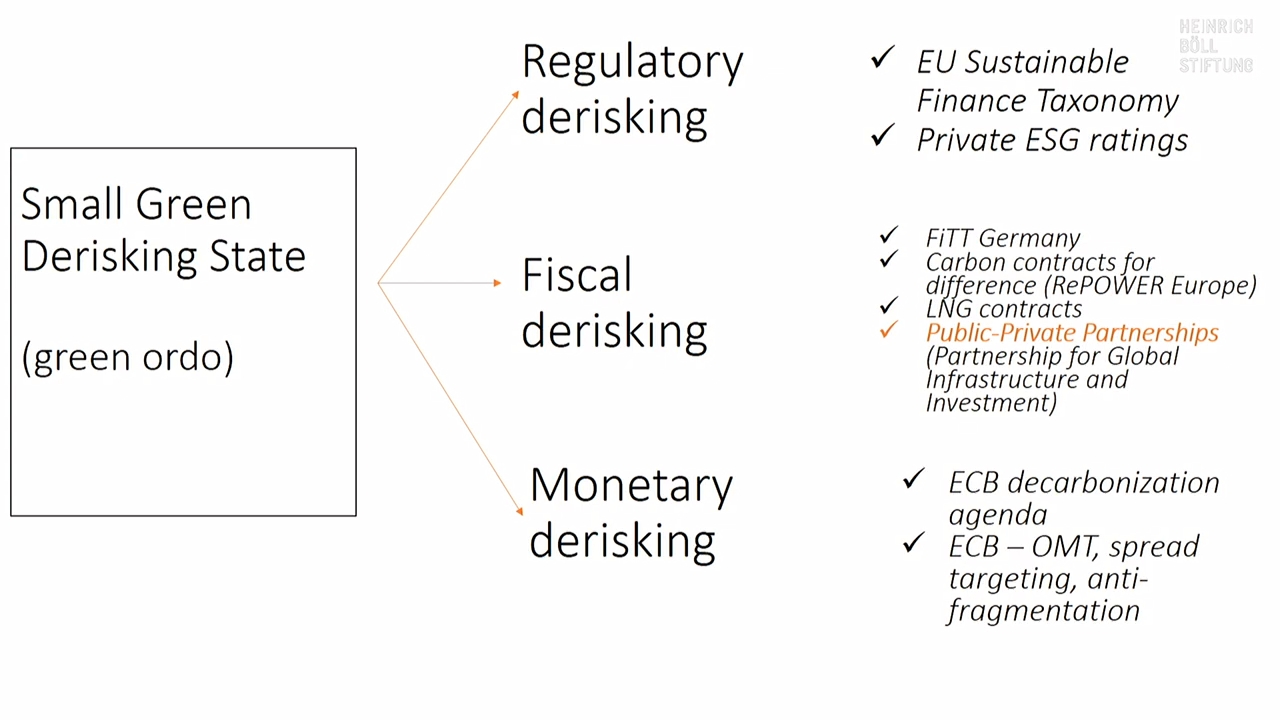 HEINRICH
BÖLL
STIFTUNG
Small Green
Derisking State
(green ordo)
Regulatory
derisking
✓ EU Sustainable
Finance Taxonomy
✓ Private ESG ratings
Fiscal
derisking
✓ FiTT Germany
✓ Carbon contracts for
difference (RePOWER Europe)
✓ LNG contracts
✓ Public-Private Partnerships
(Partnership for Global
Infrastructure and
Investment)
Monetary
derisking
✓ ECB decarbonization
agenda
✓ ECB – OMT, spread
targeting, anti-
fragmentation